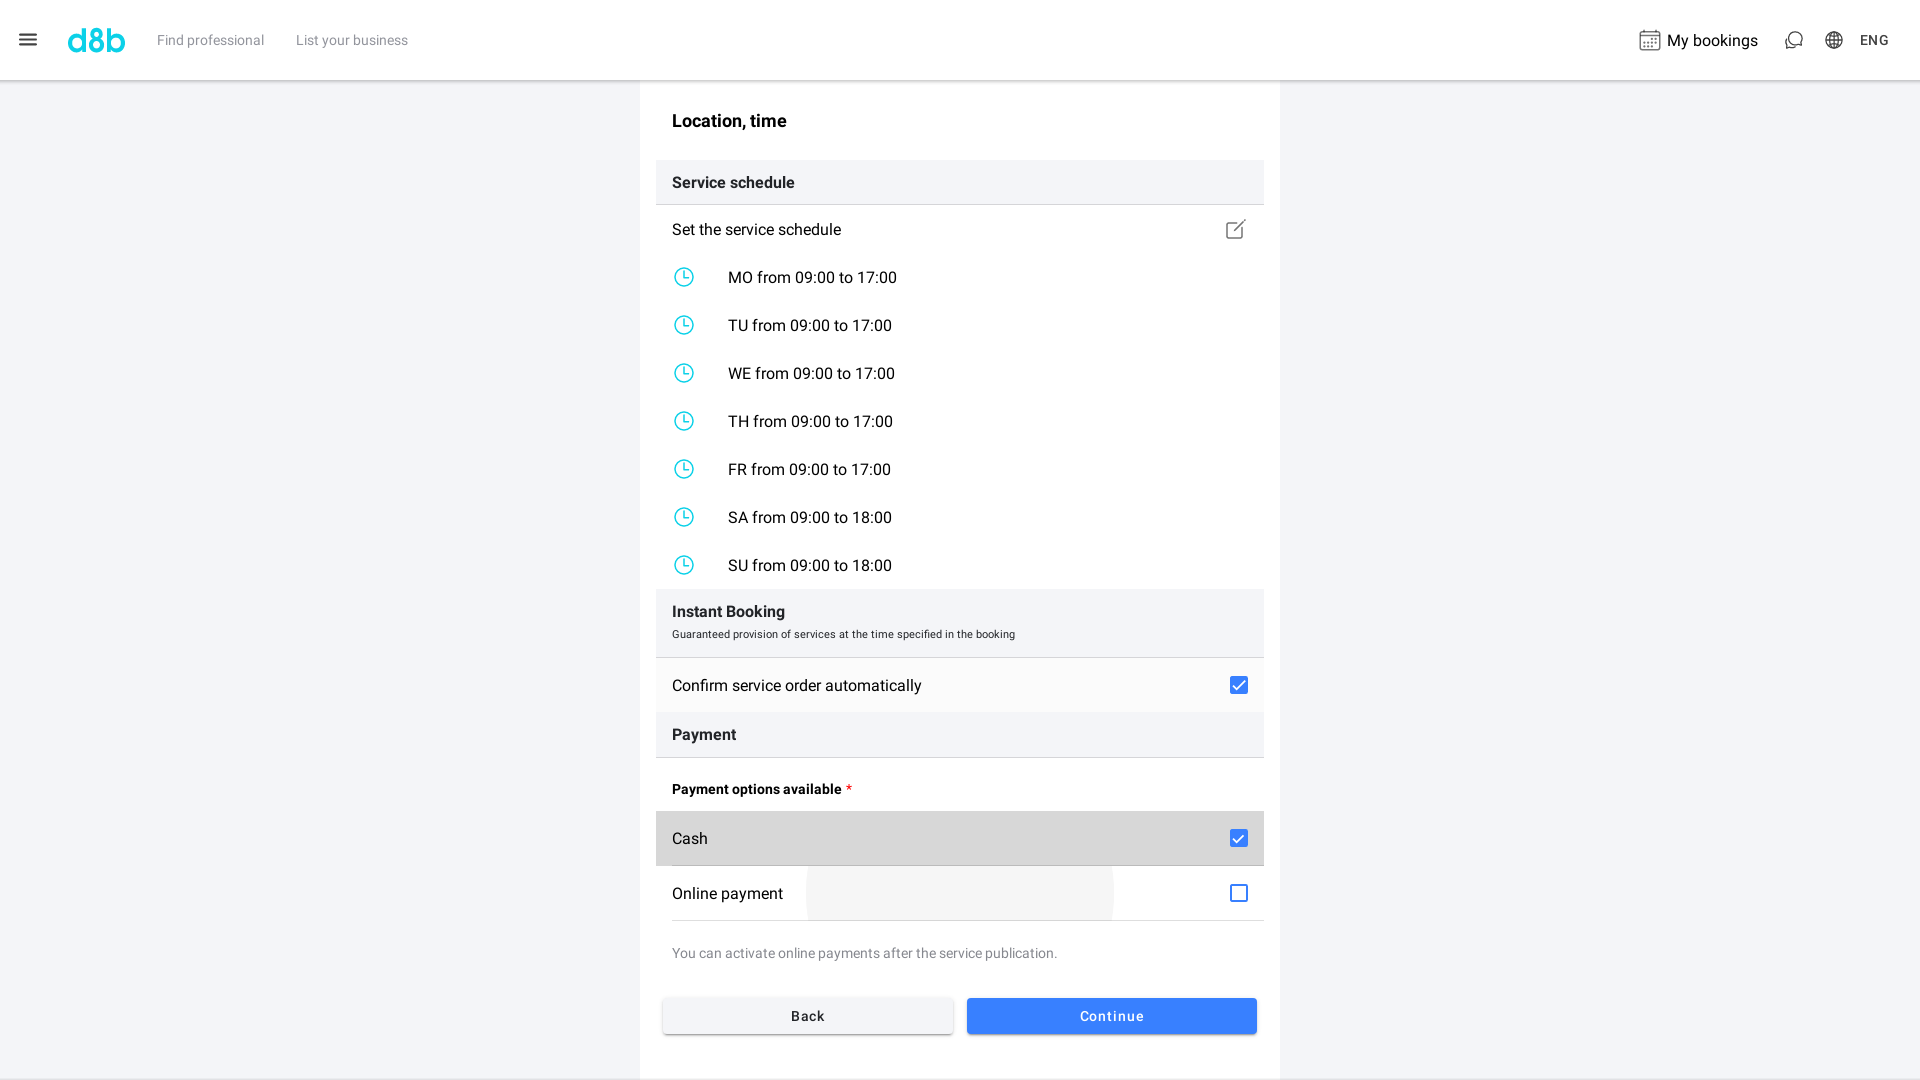 d8b
Find professional
List your business
My bookings
ENG
Location, time
Service schedule
Set the service schedule
MO from 09:00 to 17:00
TU from 09:00 to 17:00
WE from 09:00 to 17:00
TH from 09:00 to 17:00
FR from 09:00 to 17:00
SA from 09:00 to 18:00
SU from 09:00 to 18:00
Instant Booking
Guaranteed provision of services at the time specified in the booking
Confirm service order automatically
Payment
Payment options available *
Cash
Online payment
You can activate online payments after the service publication.
Back
Continue